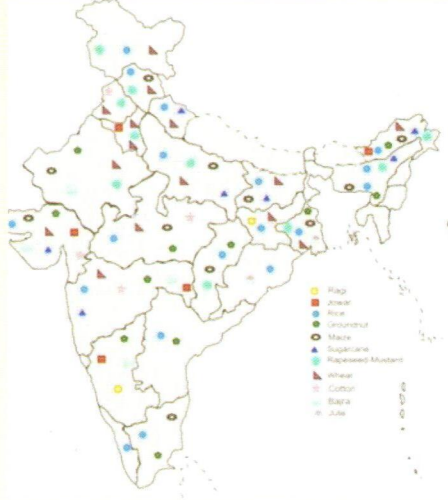 Ragi
Jowar
Rice
Groundnut
Maize
Sugarcane
Rapeseed-Mustard
Wheat
Cotton
Bajra
Jute